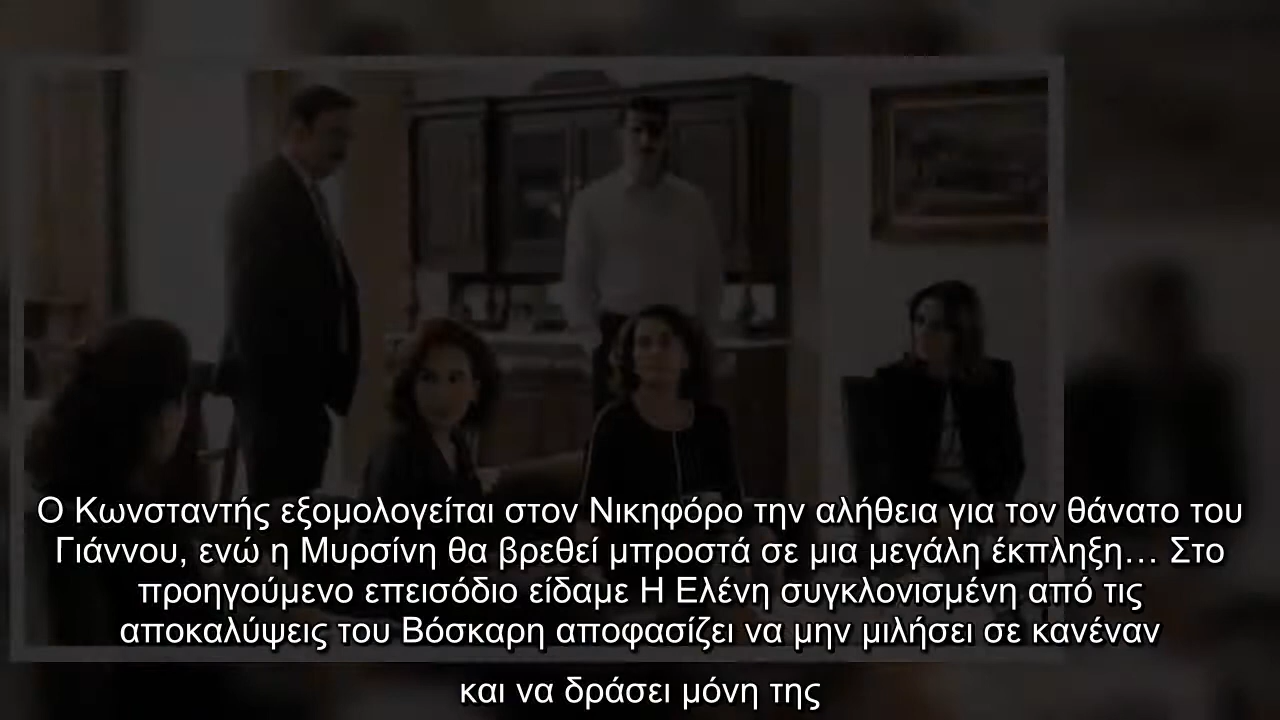 Ο Κωνσταντής εξομολογείται στον Νικηφόρο την αλήθεια για τον θάνατο του
Γιάννου, ενώ η Μυρσίνη θα βρεθεί μπροστά σε μια μεγάλη έκπληξη… Στο
προηγούμενο επεισόδιο είδαμε Η Ελένη συγκλονισμένη από τις
αποκαλύψεις του Βόσκαρη αποφασίζει να μην μιλήσει σε κανέναν
και να δράσει μόνη της